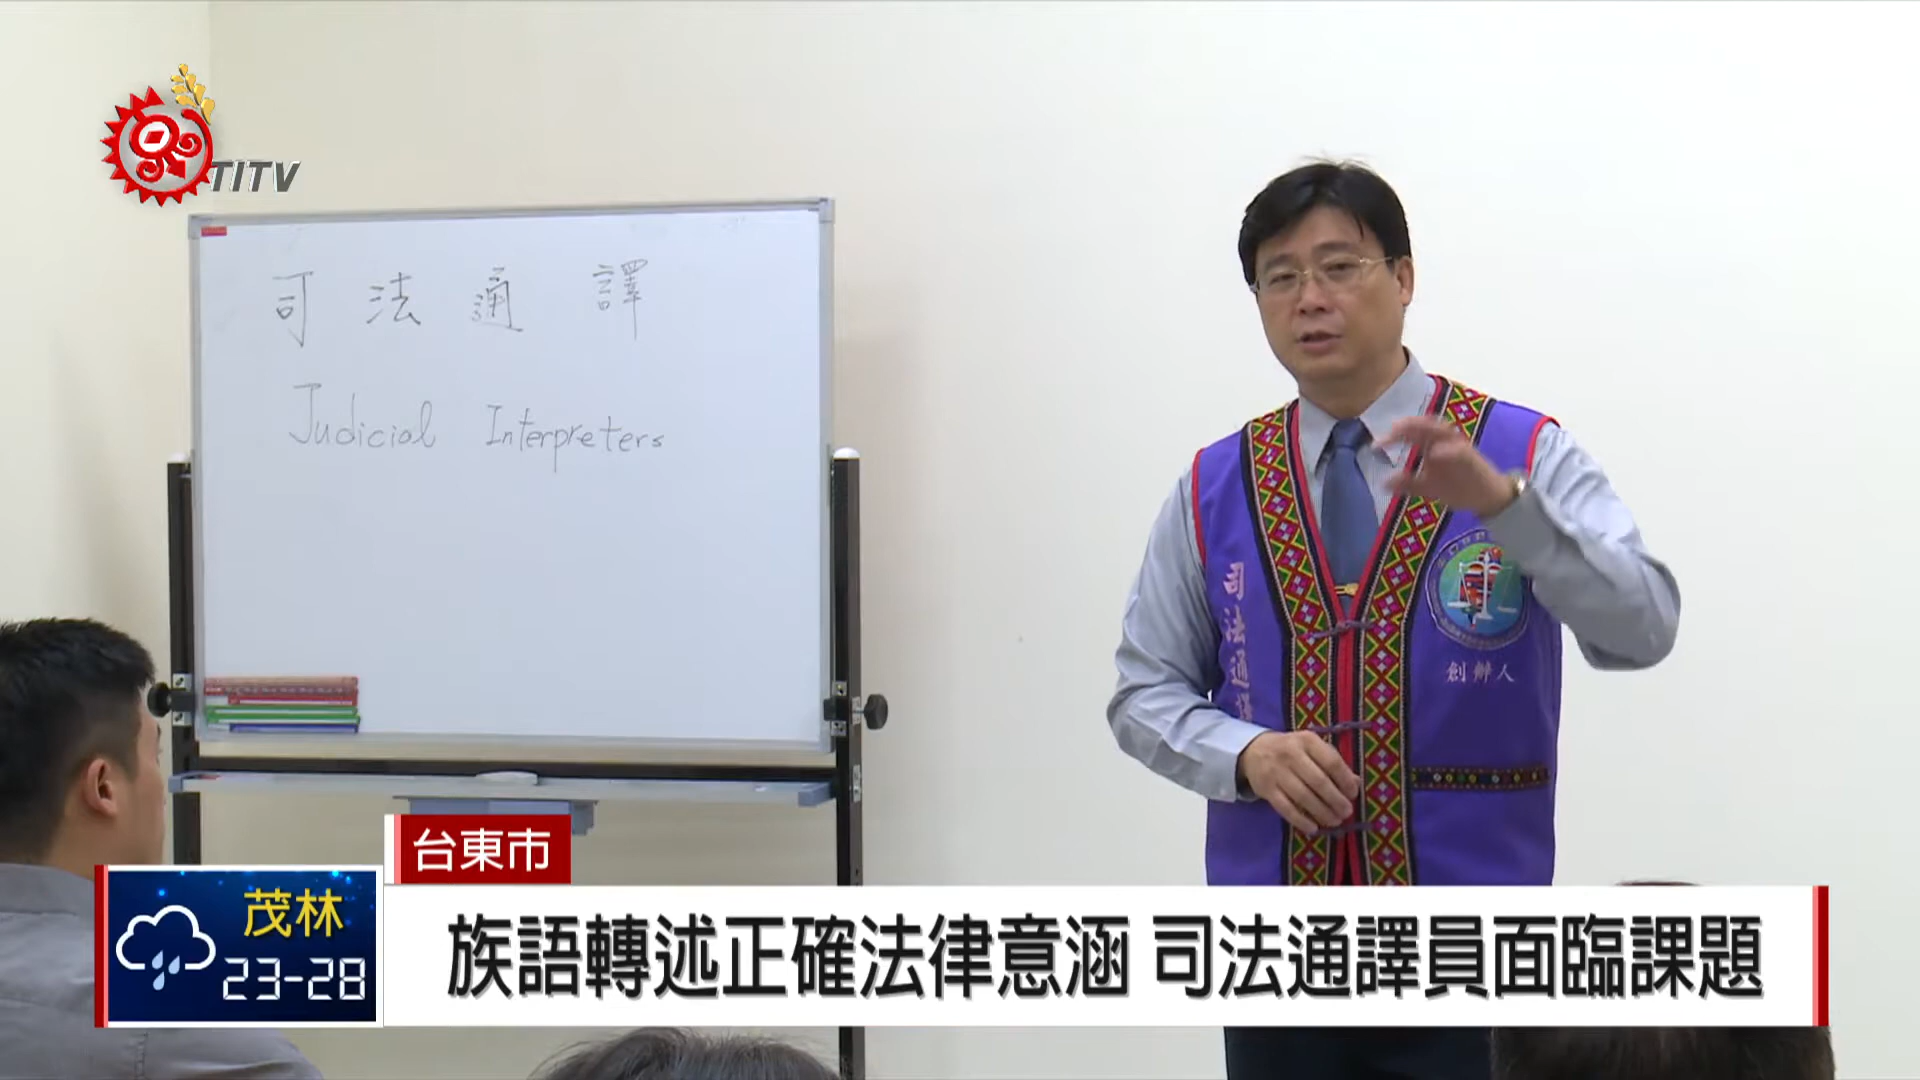 TITV
司法通譯
Judicial Interpreters
司法通譯
創辦人
台東市
茂林
23-28
族語轉述正確法律意涵 司法通譯員面臨課題